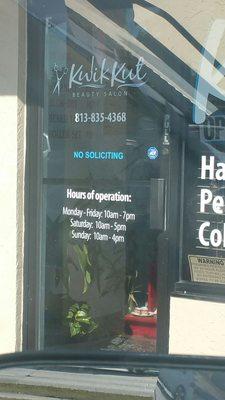 KwikKut
BEAUTY SALON
813-835-4368
NO SOLICITING
Hours of operation:
Monday - Friday: 10am - 7pm
Saturday: 10am - 5pm
Sunday: 10am - 4pm
Ha
Pe
Col
WARNING